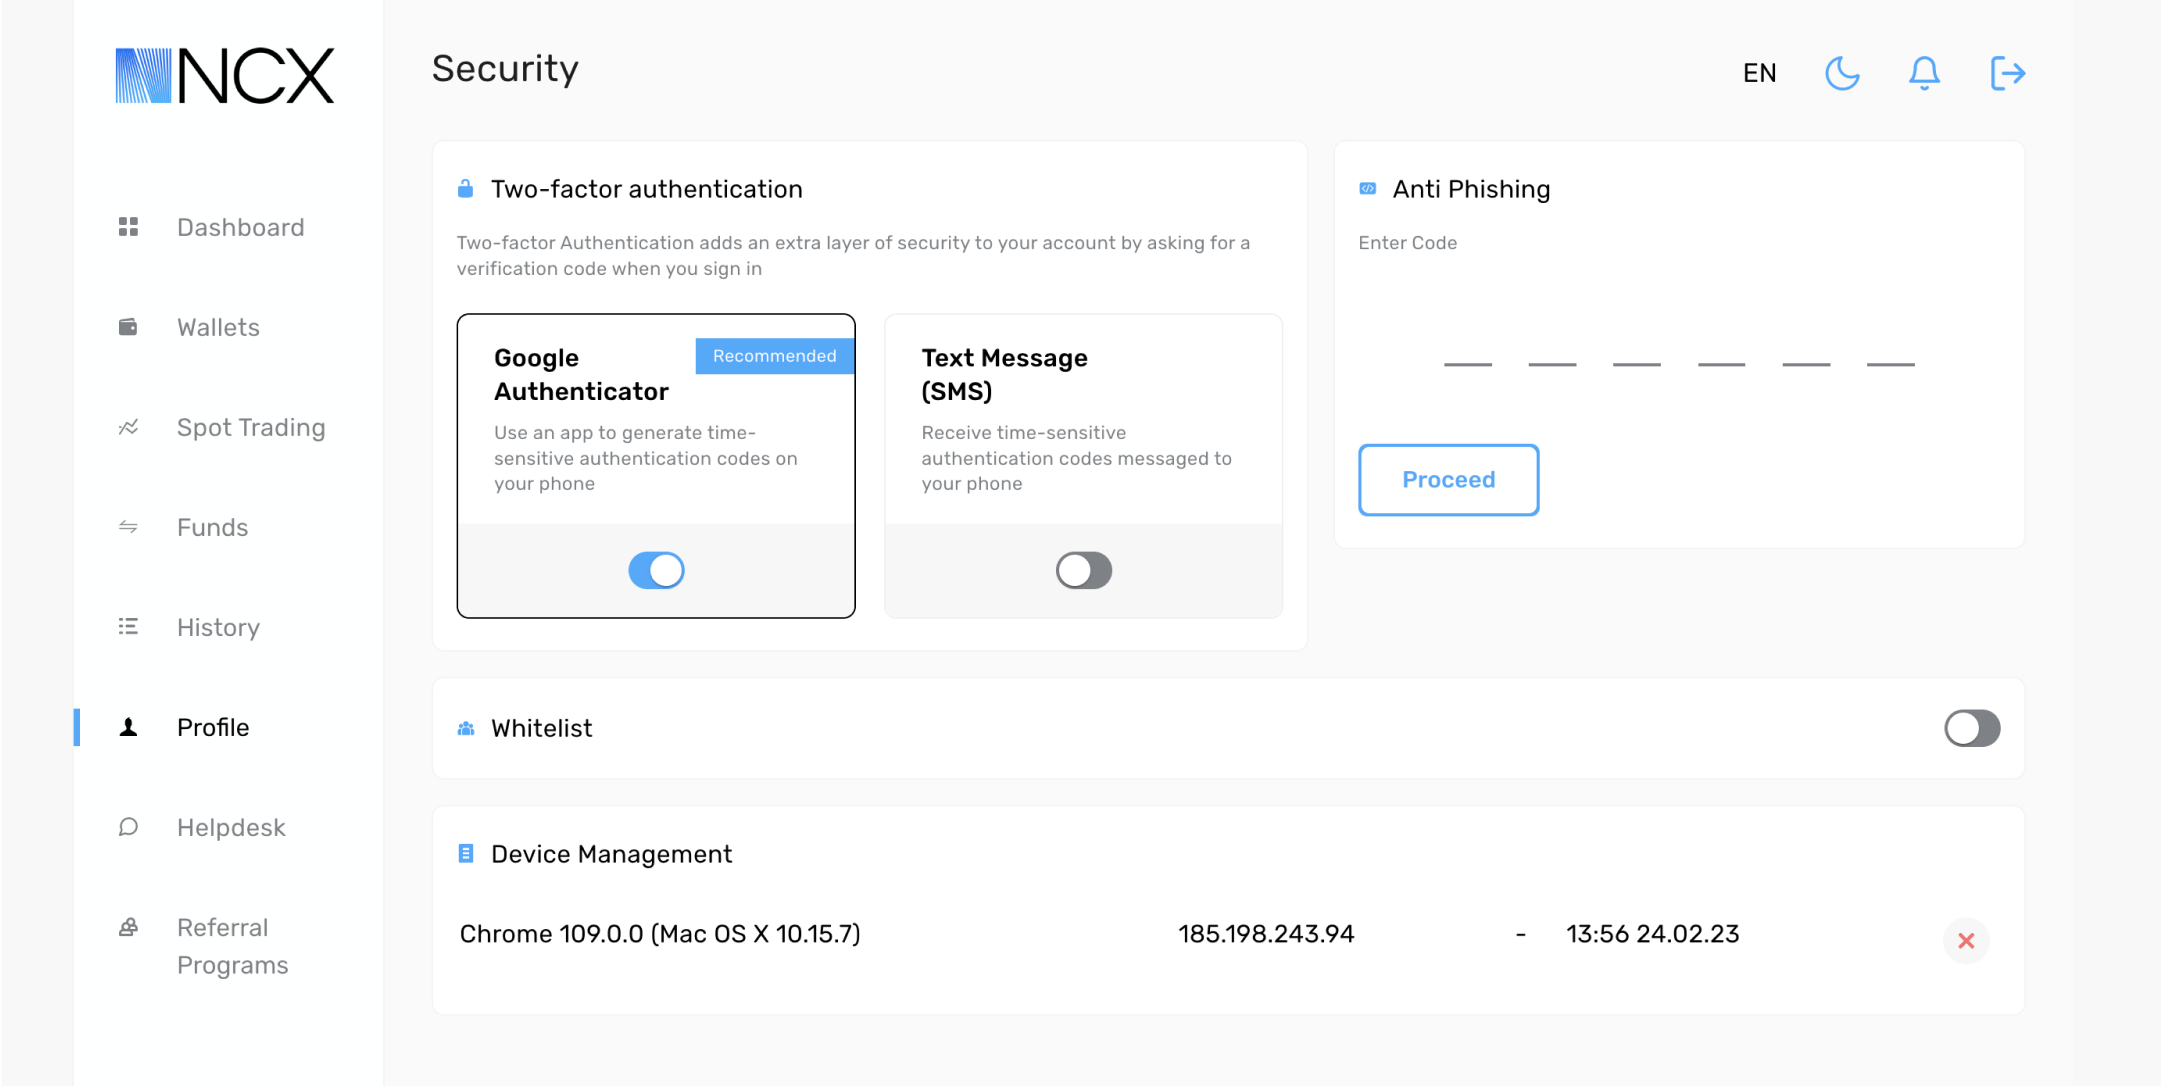 NCX
Dashboard
Wallets
Spot Trading
Funds
History
Profile
Helpdesk
Referral
Programs
Security
EN
Two-factor authentication
Two-factor Authentication adds an extra layer of security to your account by asking for a
verification code when you sign in
Google
Authenticator
Recommended
Use an app to generate time-
sensitive authentication codes on
your phone
Text Message
(SMS)
Receive time-sensitive
authentication codes messaged to
your phone
Anti Phishing
Enter Code
Proceed
Whitelist
Device Management
Chrome 109.0.0 (Mac OS X 10.15.7) 185.198.243.94 - 13:56 24.02.23